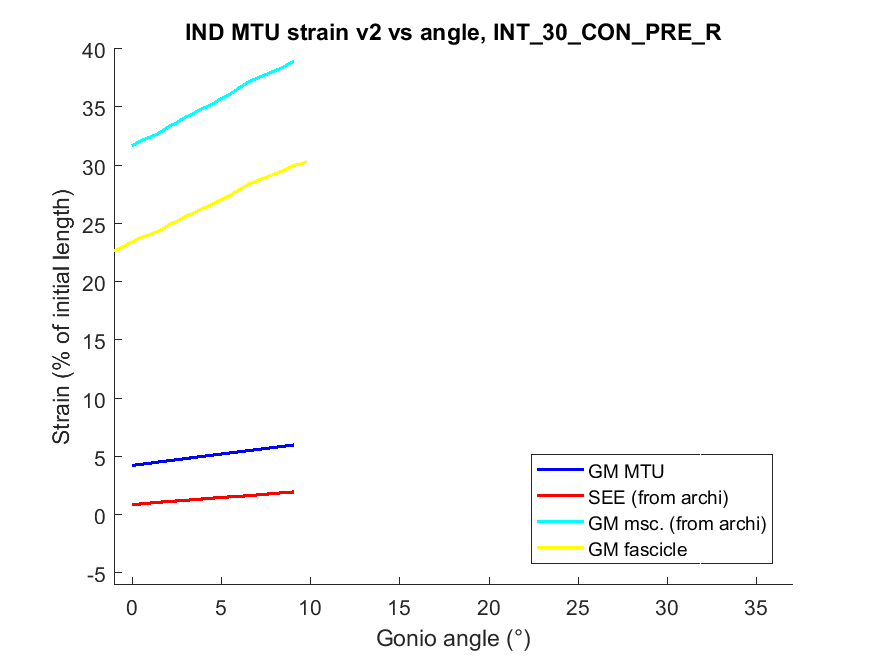 IND MTU strain v2 vs angle, INT_30_CON_PRE_R
40
35
30
25
20
15
10
5
0
-5
Strain (% of initial length)
GM MTU
SEE (from archi)
GM msc. (from archi)
GM fascicle
0 5 10 15 20 25 30 35
Gonio angle (°)